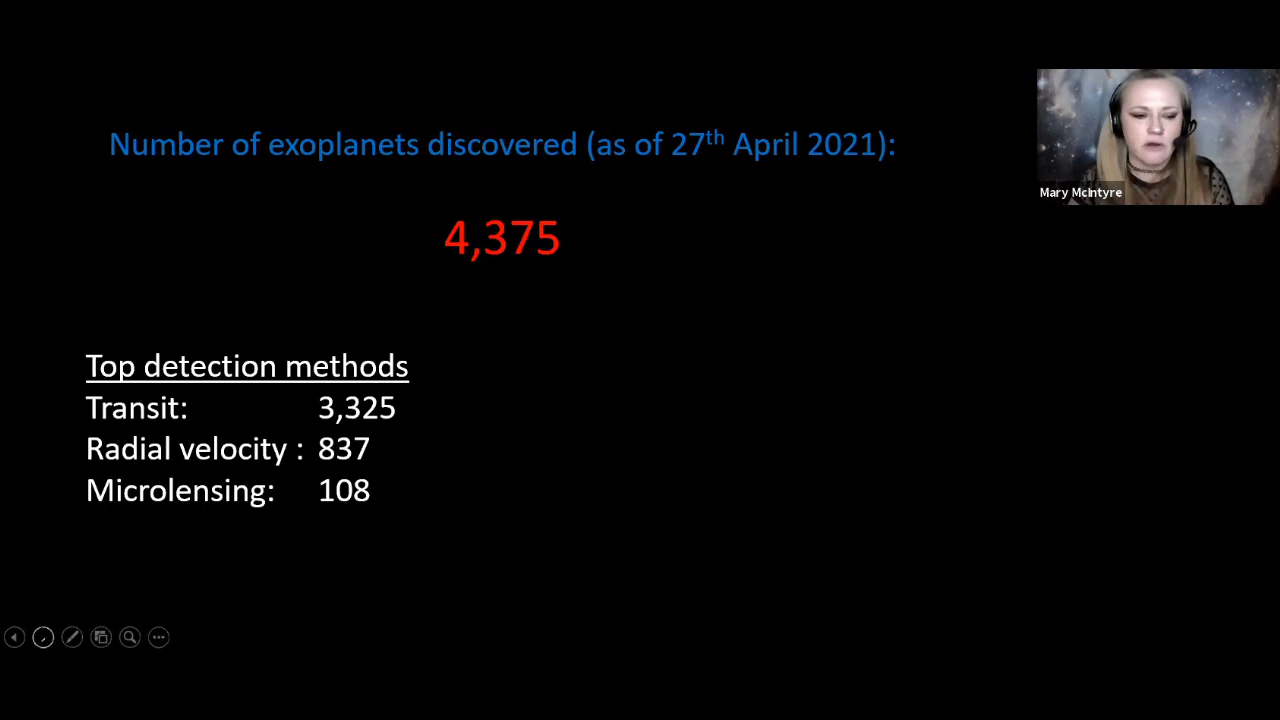 Number of exoplanets discovered (as of 27th April 2021):
4,375
Mary McIntyre
Top detection methods
Transit: 3,325
Radial velocity : 837
Microlensing: 108